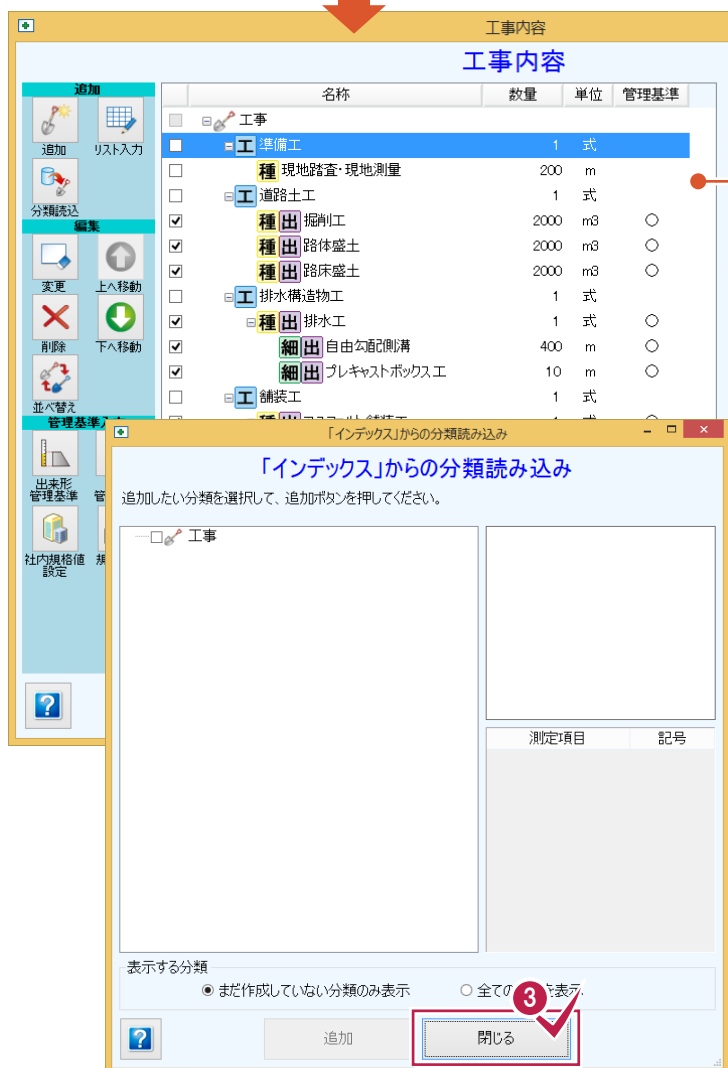 工事内容
工事内容
追加
追加 リスト入力
分類読込
編集
変更 上へ移動
削除 下へ移動
並べ替え
管理基準
出来形
管理基準
社内規格値
設定
名称 数量 単位 管理基準
工事
工 準備工 1 式
種 現地踏査・現地測量 200 m
工 道路土工 1 式
種 出 掘削工 2000 m3 ○
種 出 路体盛土 2000 m3 ○
種 出 路床盛土 2000 m3 ○
工 排水構造物工 1 式
種 出 排水工 1 式 ○
細 出 自由勾配側溝 400 m ○
細 出 プレキャストボックス工 10 m ○
工 舗装工 1 式
「インデックス」からの分類読み込み
「インデックス」からの分類読み込み
追加したい分類を選択して、追加ボタンを押してください。
工事
測定項目 記号
表示する分類
まだ作成していない分類のみ表示 全ての 表示
3
追加 閉じる